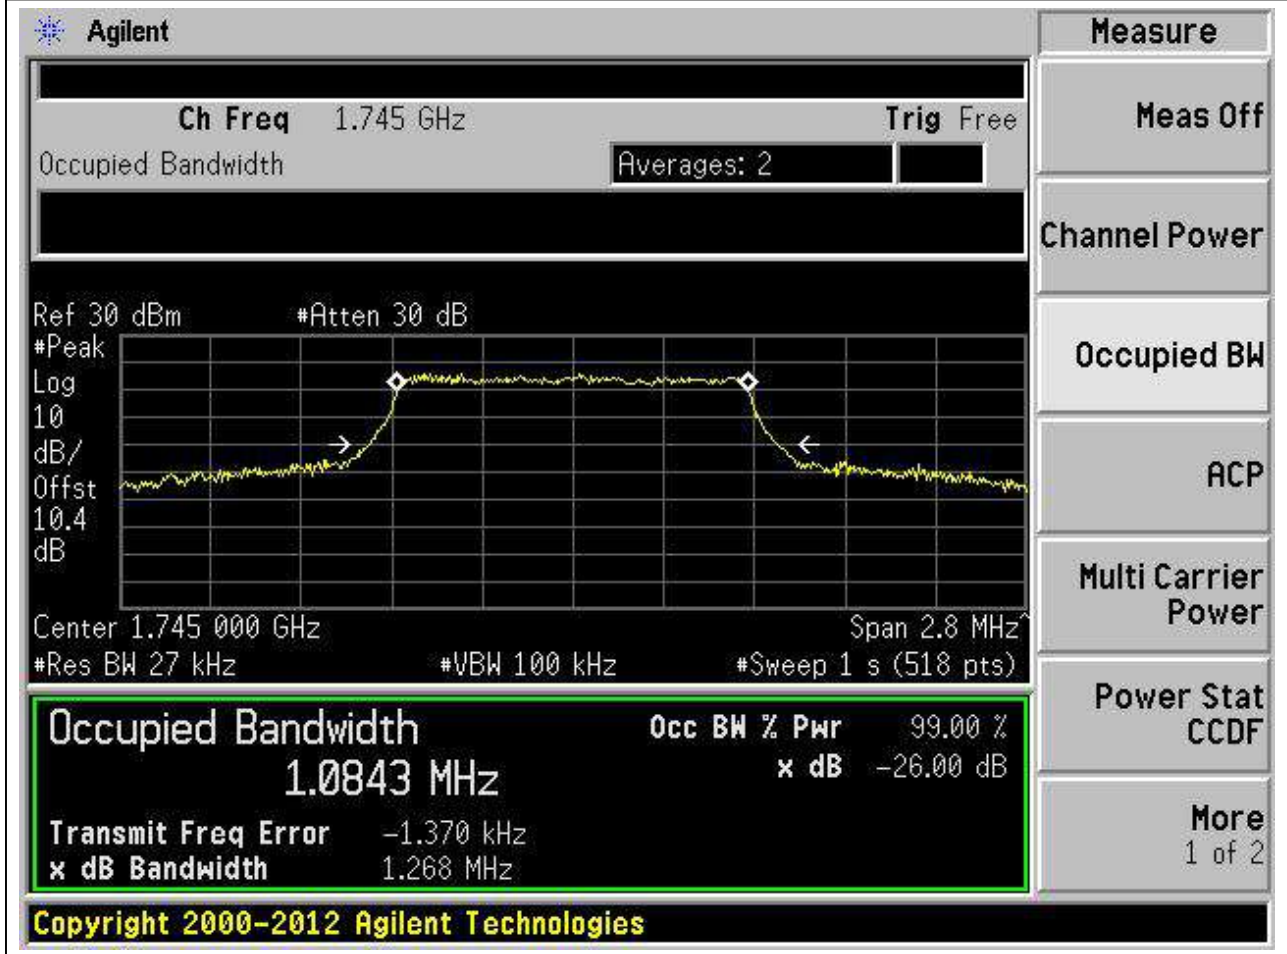 Agilent
Measure
Ch Freq 1.745 GHz Trig Free
Occupied Bandwidth Averages: 2
Meas Off
Channel Power
Ref 30 dBm #Atten 30 dB
#Peak
Log
10
dB/
Offst
10.4
dB
Occupied BW
ACP
Center 1.745 000 GHz Span 2.8 MHz^
#Res BW 27 kHz #VBW 100 kHz #Sweep 1 s (518 pts)
Multi Carrier
Power
Occupied Bandwidth Occ BW % Pwr 99.00 %
1.0843 MHz x dB -26.00 dB
Transmit Freq Error -1.370 kHz
x dB Bandwidth 1.268 MHz
Power Stat
CCDF
More
1 of 2
Copyright 2000-2012 Agilent Technologies